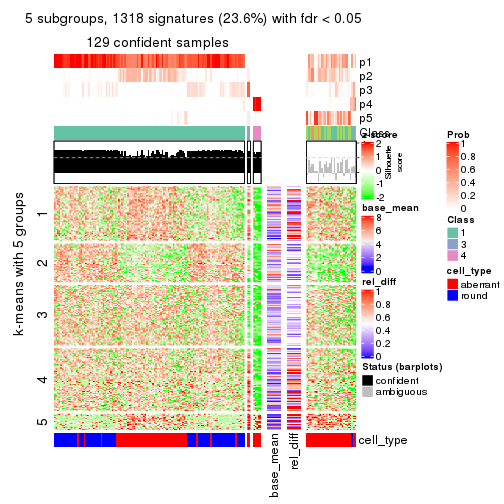 5 subgroups, 1318 signatures (23.6%) with fdr < 0.05
129 confident samples
p1
p2
p3
p4
p5
Class
z-score
2
1
0
-1
-2
Silhouette
score
base_mean
8
6
4
2
0
rel_diff
1
0.8
0.6
0.4
0.2
0
Status (barplots)
confident
ambiguous
Prob
1
0.8
0.6
0.4
0.2
0
Class
1
3
4
cell_type
aberrant
round
k-means with 5 groups
1
2
3
4
5
cell_type
base_mean
rel_diff